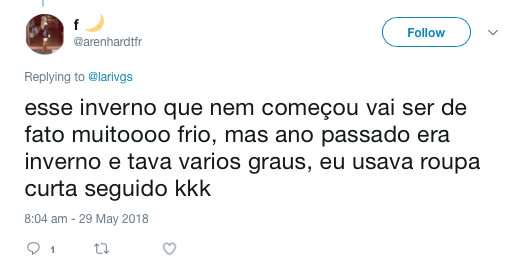 f 🌙
@arenhardtfr
Follow
Replying to @larivgs
esse inverno que nem começou vai ser de
fato muitoooo frio, mas ano passado era
inverno e tava varios graus, eu usava roupa
curta seguido kkk
8:04 am - 29 May 2018
1